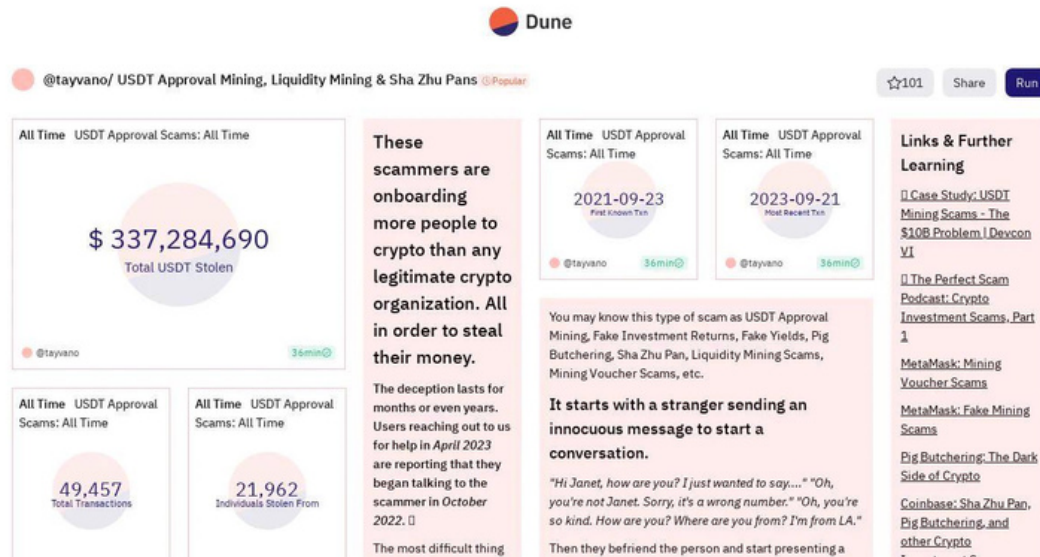 Dune
@tayvano/ USDT Approval Mining, Liquidity Mining & Sha Zhu Pans Popular
101
Share
Run
All Time USDT Approval Scams: All Time
$ 337,284,690
Total USDT Stolen
@tayvano
36min
All Time USDT Approval
Scams: All Time
49,457
Total Transactions
All Time USDT Approval
Scams: All Time
21,962
Individuals Stolen From
These
scammers are
onboarding
more people to
crypto than any
legitimate crypto
organization. All
in order to steal
their money.
The deception lasts for
months or even years.
Users reaching out to us
for help in April 2023
are reporting that they
began talking to the
scammer in October
2022.
The most difficult thing
All Time USDT Approval
Scams: All Time
2021-09-23
First Known Txn
@tayvano
36min
All Time USDT Approval
Scams: All Time
2023-09-21
Most Recent Txn
@tayvano
36min
You may know this type of scam as USDT Approval
Mining, Fake Investment Returns, Fake Yields, Pig
Butchering, Sha Zhu Pan, Liquidity Mining Scams,
Mining Voucher Scams, etc.
It starts with a stranger sending an
innocuous message to start a
conversation.
"Hi Janet, how are you? I just wanted to say...." "Oh,
you're not Janet. Sorry, it's a wrong number." "Oh, you're
so kind. How are you? Where are you from? I'm from LA."
Then they befriend the person and start presenting a
Links & Further
Learning
Case Study: USDT
Mining Scams - The
$10B Problem | Devcon
VI
The Perfect Scam
Podcast: Crypto
Investment Scams, Part
1
MetaMask: Mining
Voucher Scams
MetaMask: Fake Mining
Scams
Pig Butchering: The Dark
Side of Crypto
Coinbase: Sha Zhu Pan,
Pig Butchering, and
other Crypto